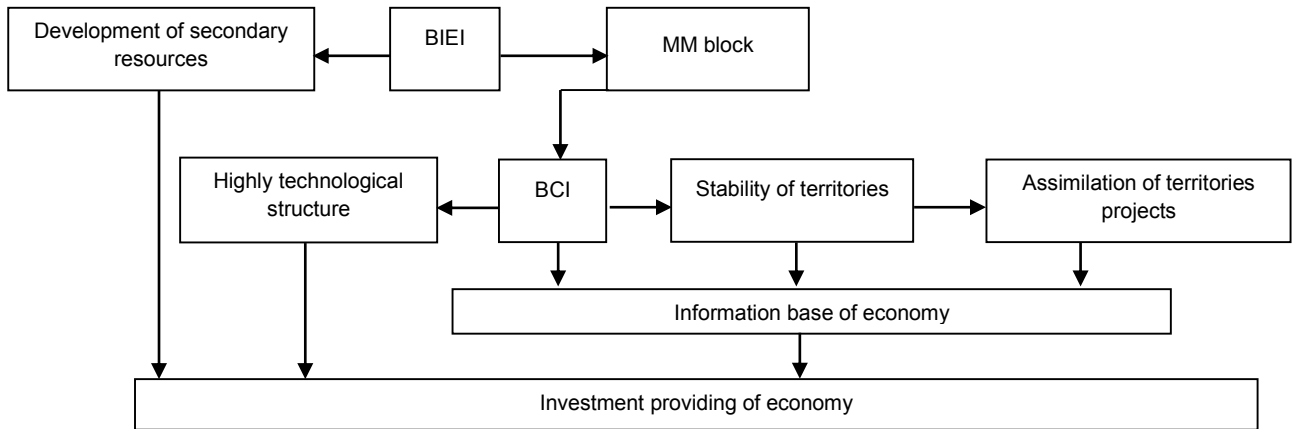 Development of secondary
resources
BIEI
MM block
Highly technological
structure
BCI
Stability of territories
Assimilation of territories
projects
Information base of economy
Investment providing of economy